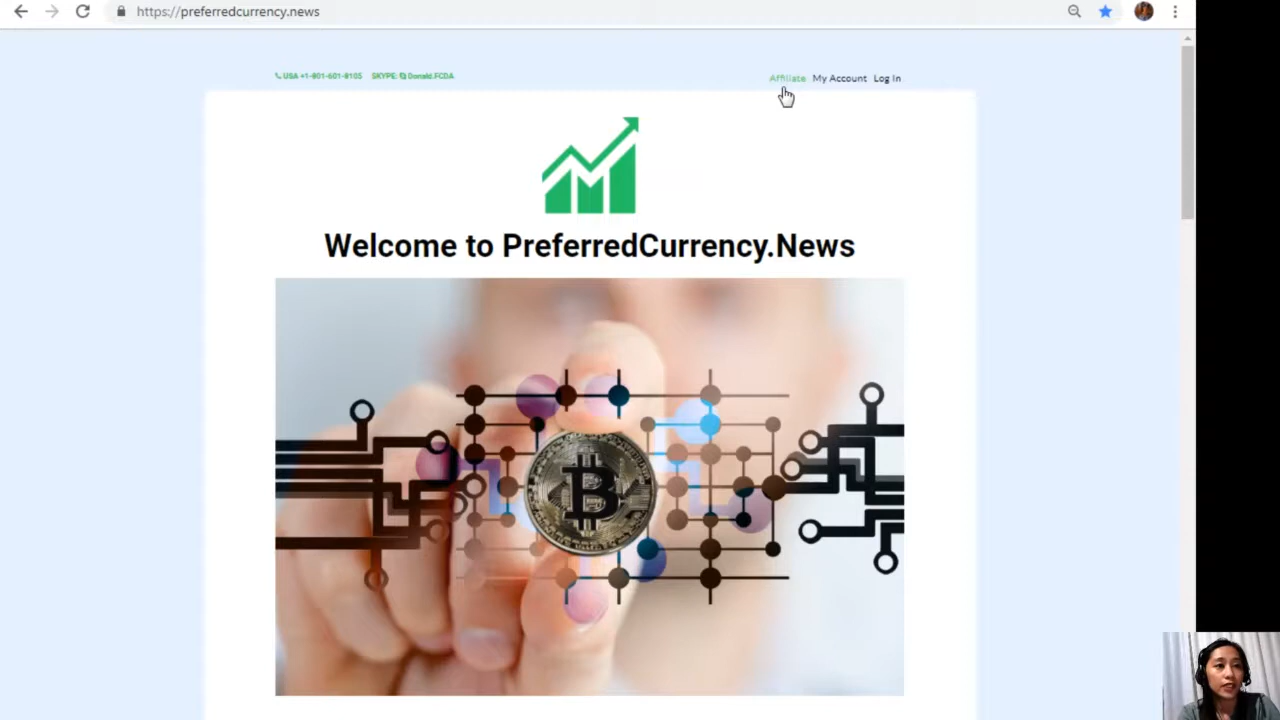 https://preferredcurrency.news
USA +1-801-601-8105 SKYPE: Donald.FCDA
Affiliate My Account Log In
Welcome to PreferredCurrency.News